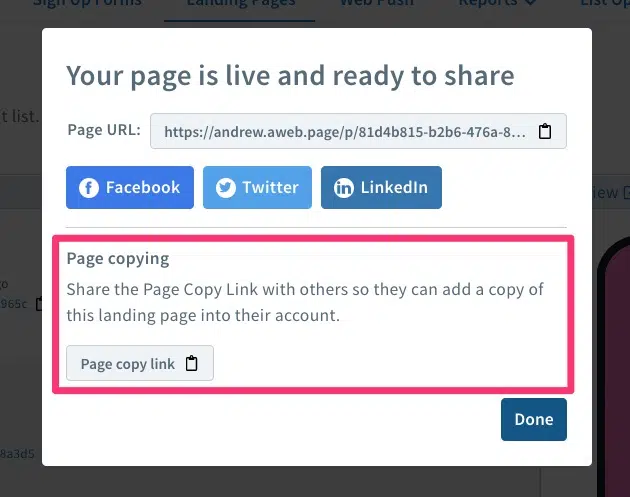 Sign Up Forms Landing Pages Web Push Reports List Op
Your page is live and ready to share
t list.
Page URL: https://andrew.aweb.page/p/81d4b815-b2b6-476a-8...
Facebook Twitter LinkedIn
iew
Page copying
go
Share the Page Copy Link with others so they can add a copy of
965c
this landing page into their account.
Page copy link
Done
8a3d5